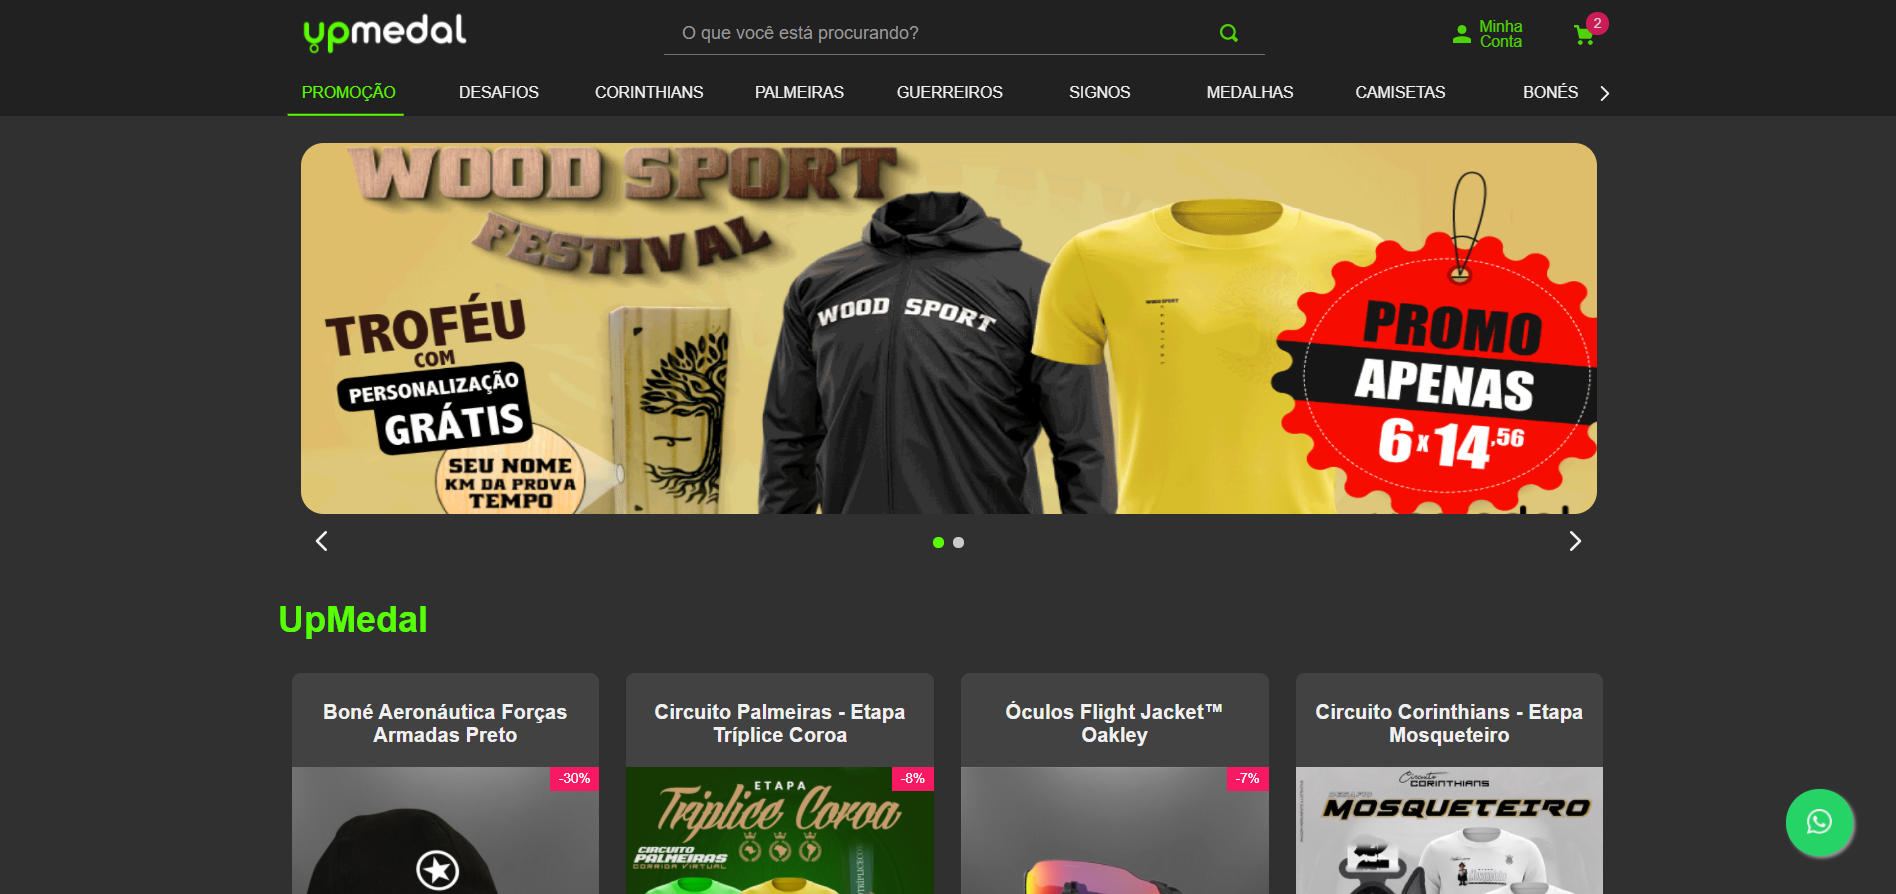 upmedal
O que você está procurando?
Minha
Conta
2
PROMOÇÃO
DESAFIOS
CORINTHIANS
PALMEIRAS
GUERREIROS
SIGNOS
MEDALHAS
CAMISETAS
BONÉS
WOOD SPORT
FESTIVAL
TROFÉU
COM
PERSONALIZAÇÃO
GRÁTIS
SEU NOME
KM DA PROVA
TEMPO
WOOD SPORT
WOOD SPORT
PROMO
APENAS
6x14,56
UpMedal
Boné Aeronáutica Forças
Armadas Preto
-30%
Circuito Palmeiras - Etapa
Tríplice Coroa
-8%
ETAPA
Tríplice Coroa
CIRCUITO
PALMEIRAS
CORRIDA VIRTUAL
Óculos Flight Jacket™
Oakley
-7%
Circuito Corinthians - Etapa
Mosqueteiro
Circuito
CORINTHIANS
DESAFIO
MOSQUETEIRO